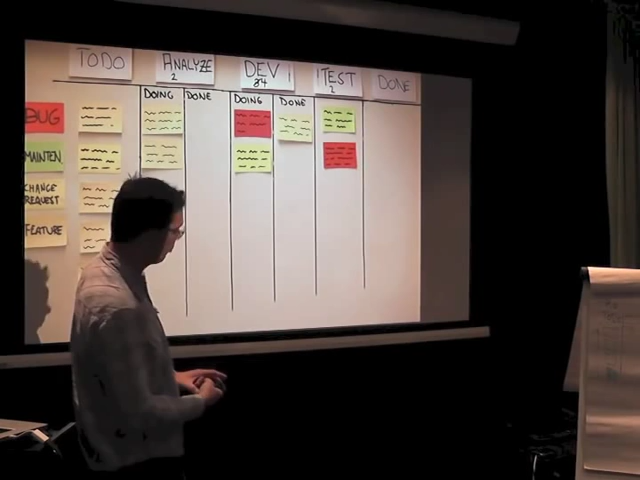 TODO
ANALYZE
2
DEV
TEST
2
DONE
DOING
DONE
DOING
DONE
BUG
MAINTEN
CHANGE
REQUEST
FEATURE